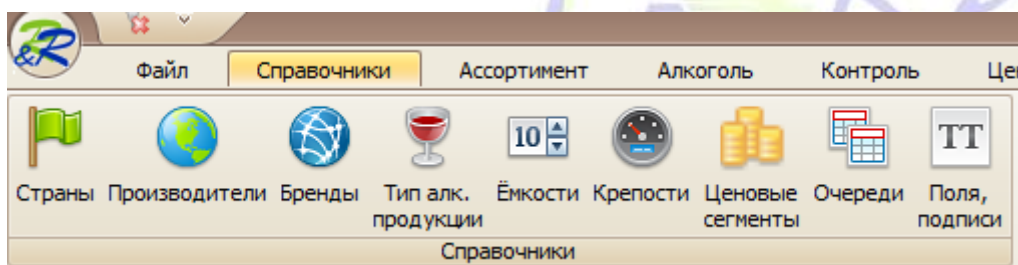 P&R
Файл Справочники Ассортимент Алкоголь Контроль Це
10 TT
Страны Производители Бренды Тип алк. продукции Ёмкости Крепости Ценовые сегменты Очереди Поля, подписи
Справочники